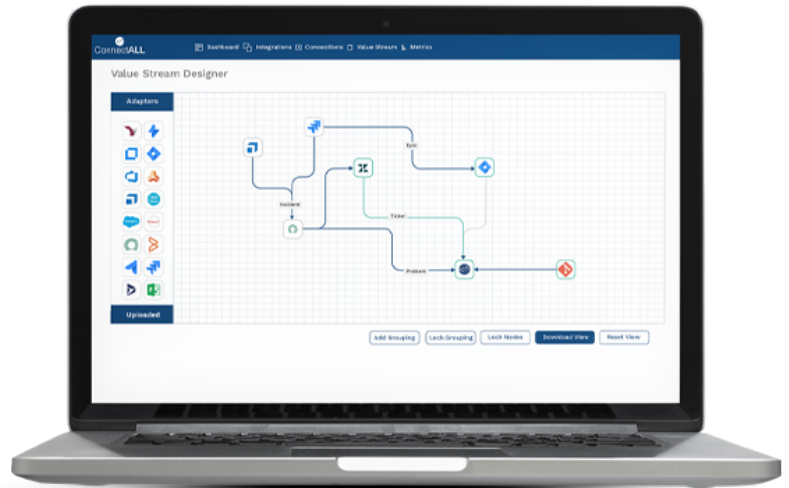 ConnectALL
Dashboard Integrations Connections Value Stream Metrics
Value Stream Designer
Adapters
Epic
Incident
Ticket
Problem
Uploaded
Add Grouping Lock Grouping Lock Nodes Download View Reset View